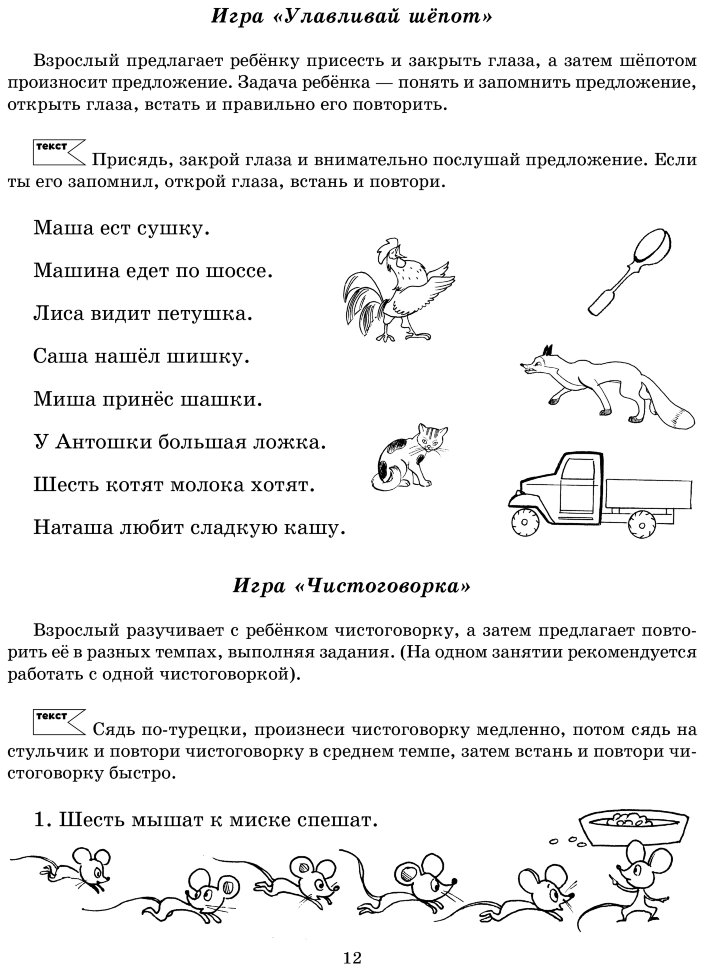 Игра «Улавливай шёпот»
Взрослый предлагает ребёнку присесть и закрыть глаза, а затем шёпотом
произносит предложение. Задача ребёнка — понять и запомнить предложение,
открыть глаза, встать и правильно его повторить.
текст Присядь, закрой глаза и внимательно послушай предложение. Если
ты его запомнил, открой глаза, встань и повтори.
Маша ест сушку.
Машина едет по шоссе.
Лиса видит петушка.
Саша нашёл шишку.
Миша принёс шашки.
У Антошки большая ложка.
Шесть котят молока хотят.
Наташа любит сладкую кашу.
Игра «Чистоговорка»
Взрослый разучивает с ребёнком чистоговорку, а затем предлагает повто-
рить её в разных темпах, выполняя задания. (На одном занятии рекомендуется
работать с одной чистоговоркой).
текст Сядь по-турецки, произнеси чистоговорку медленно, потом сядь на
стульчик и повтори чистоговорку в среднем темпе, затем встань и повтори чи-
стоговорку быстро.
1. Шесть мышат к миске спешат.
12